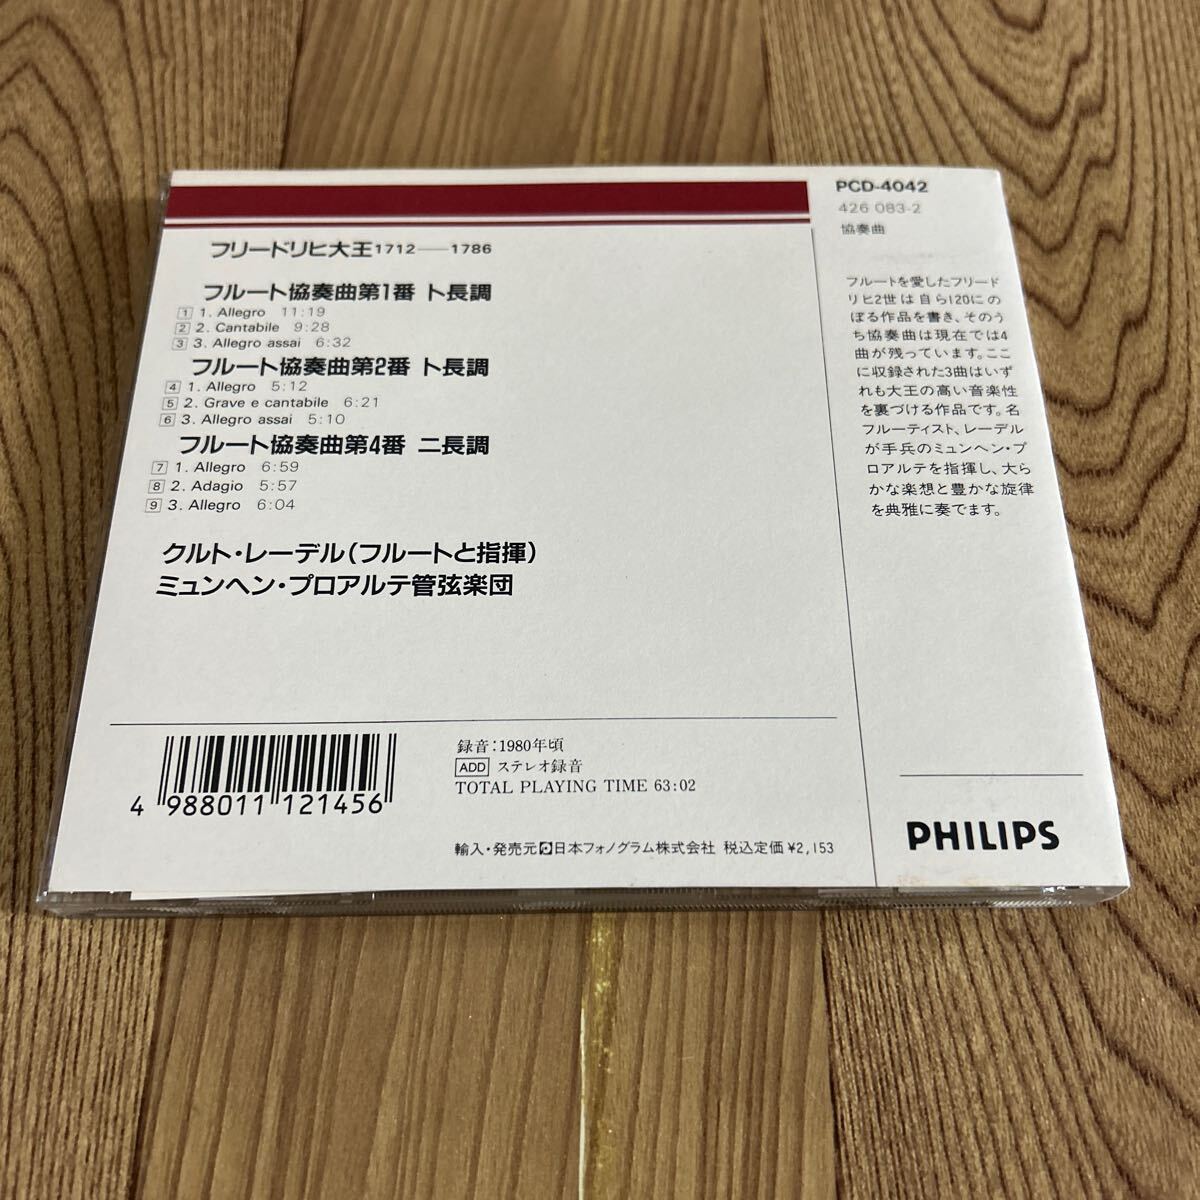 フリードリヒ大王1712——1786
フルート協奏曲第1番 ト長調
1 1. Allegro 11:19
2 2. Cantabile 9:28
3 3. Allegro assai 6:32
フルート協奏曲第2番 ト長調
4 1. Allegro 5:12
5 2. Grave e cantabile 6:21
6 3. Allegro assai 5:10
フルート協奏曲第4番 ニ長調
7 1. Allegro 6:59
8 2. Adagio 5:57
9 3. Allegro 6:04
クルト・レーデル(フルートと指揮)
ミュンヘン・プロアルテ管弦楽団
4 988011 121456
録音:1980年頃
ADD ステレオ録音
TOTAL PLAYING TIME 63:02
輸入・発売元 日本フォノグラム株式会社 税込定価¥2,153
PCD-4042
426 083-2
協奏曲
フルートを愛したフリード
リヒ2世は自ら120にの
ぼる作品を書き、そのう
ち協奏曲は現在では4
曲が残っています。ここ
に収録された3曲はいず
れも大王の高い音楽性
を裏づける作品です。名
フルーティスト、レーデル
が手兵のミュンヘン・プ
ロアルテを指揮し、大ら
かな楽想と豊かな旋律
を典雅に奏でます。
PHILIPS